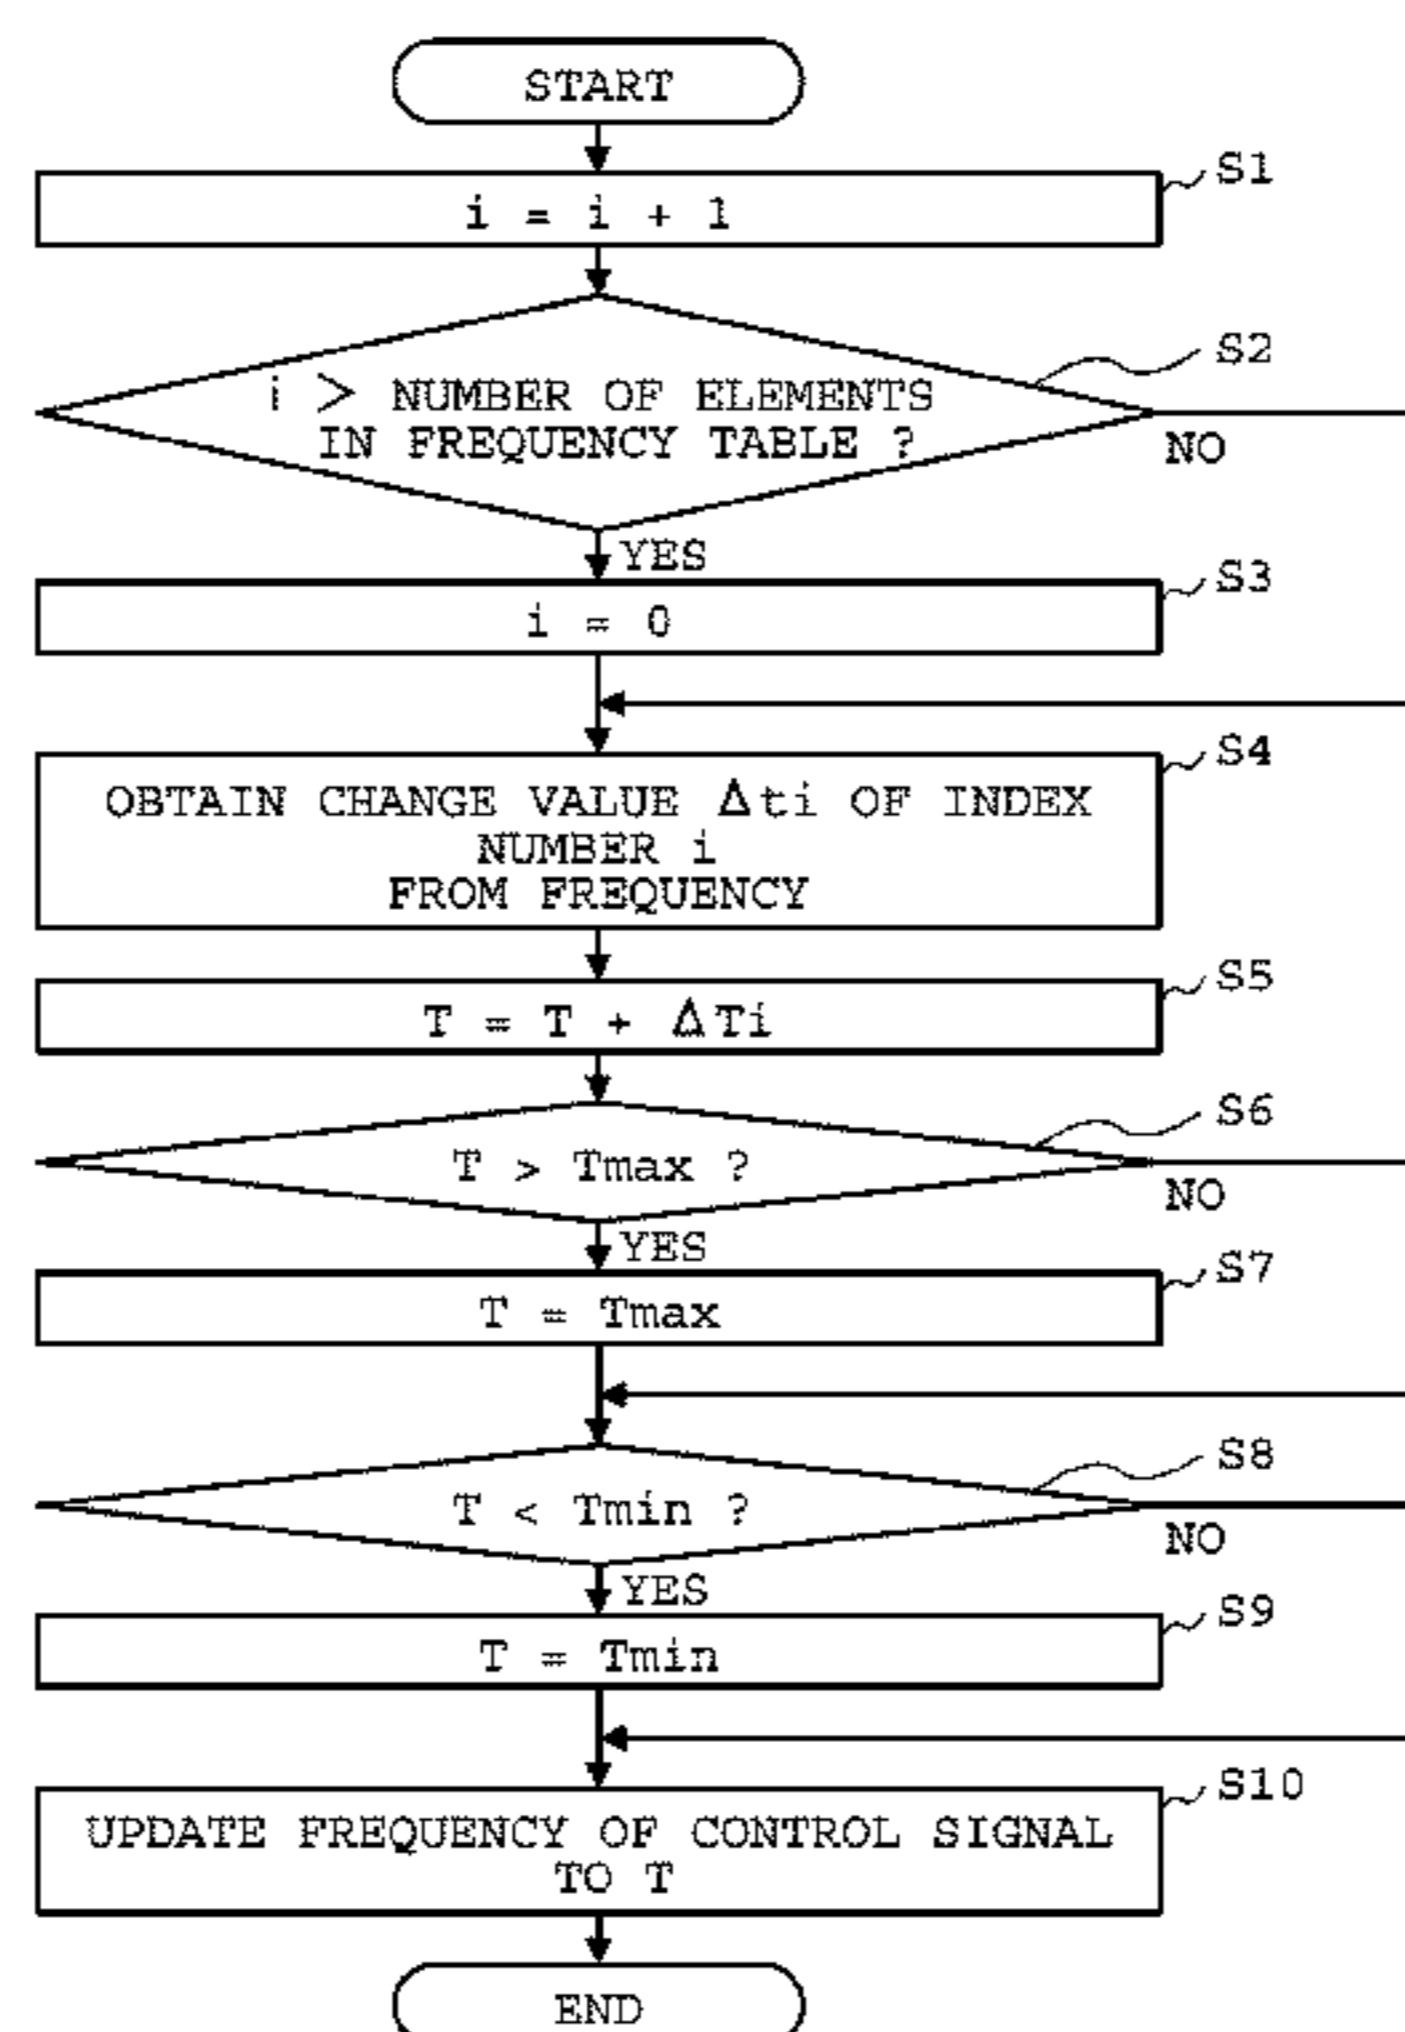 START
S1
i = i + 1
S2
i > NUMBER OF ELEMENTS
IN FREQUENCY TABLE ?
NO
YES
S3
i = 0
S4
OBTAIN CHANGE VALUE Δti OF INDEX
NUMBER i
FROM FREQUENCY
S5
T = T + ΔTi
S6
T > Tmax ?
NO
YES
S7
T = Tmax
S8
T < Tmin ?
NO
YES
S9
T = Tmin
S10
UPDATE FREQUENCY OF CONTROL SIGNAL
TO T
END